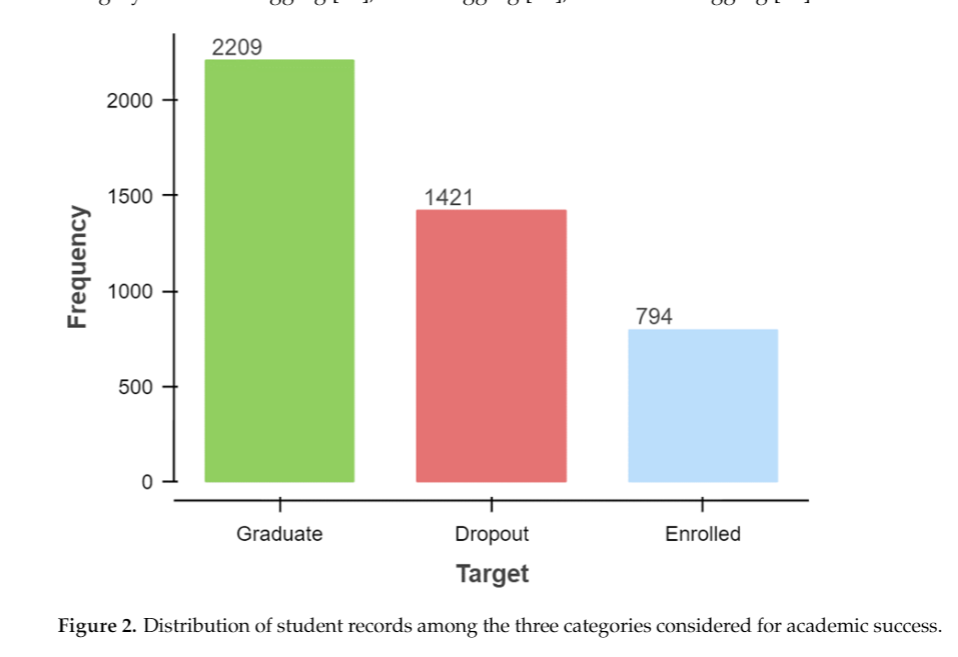 2209
2000
1500
1421
1000
794
500
0
Frequency
Graduate Dropout Enrolled
Target
Figure 2. Distribution of student records among the three categories considered for academic success.